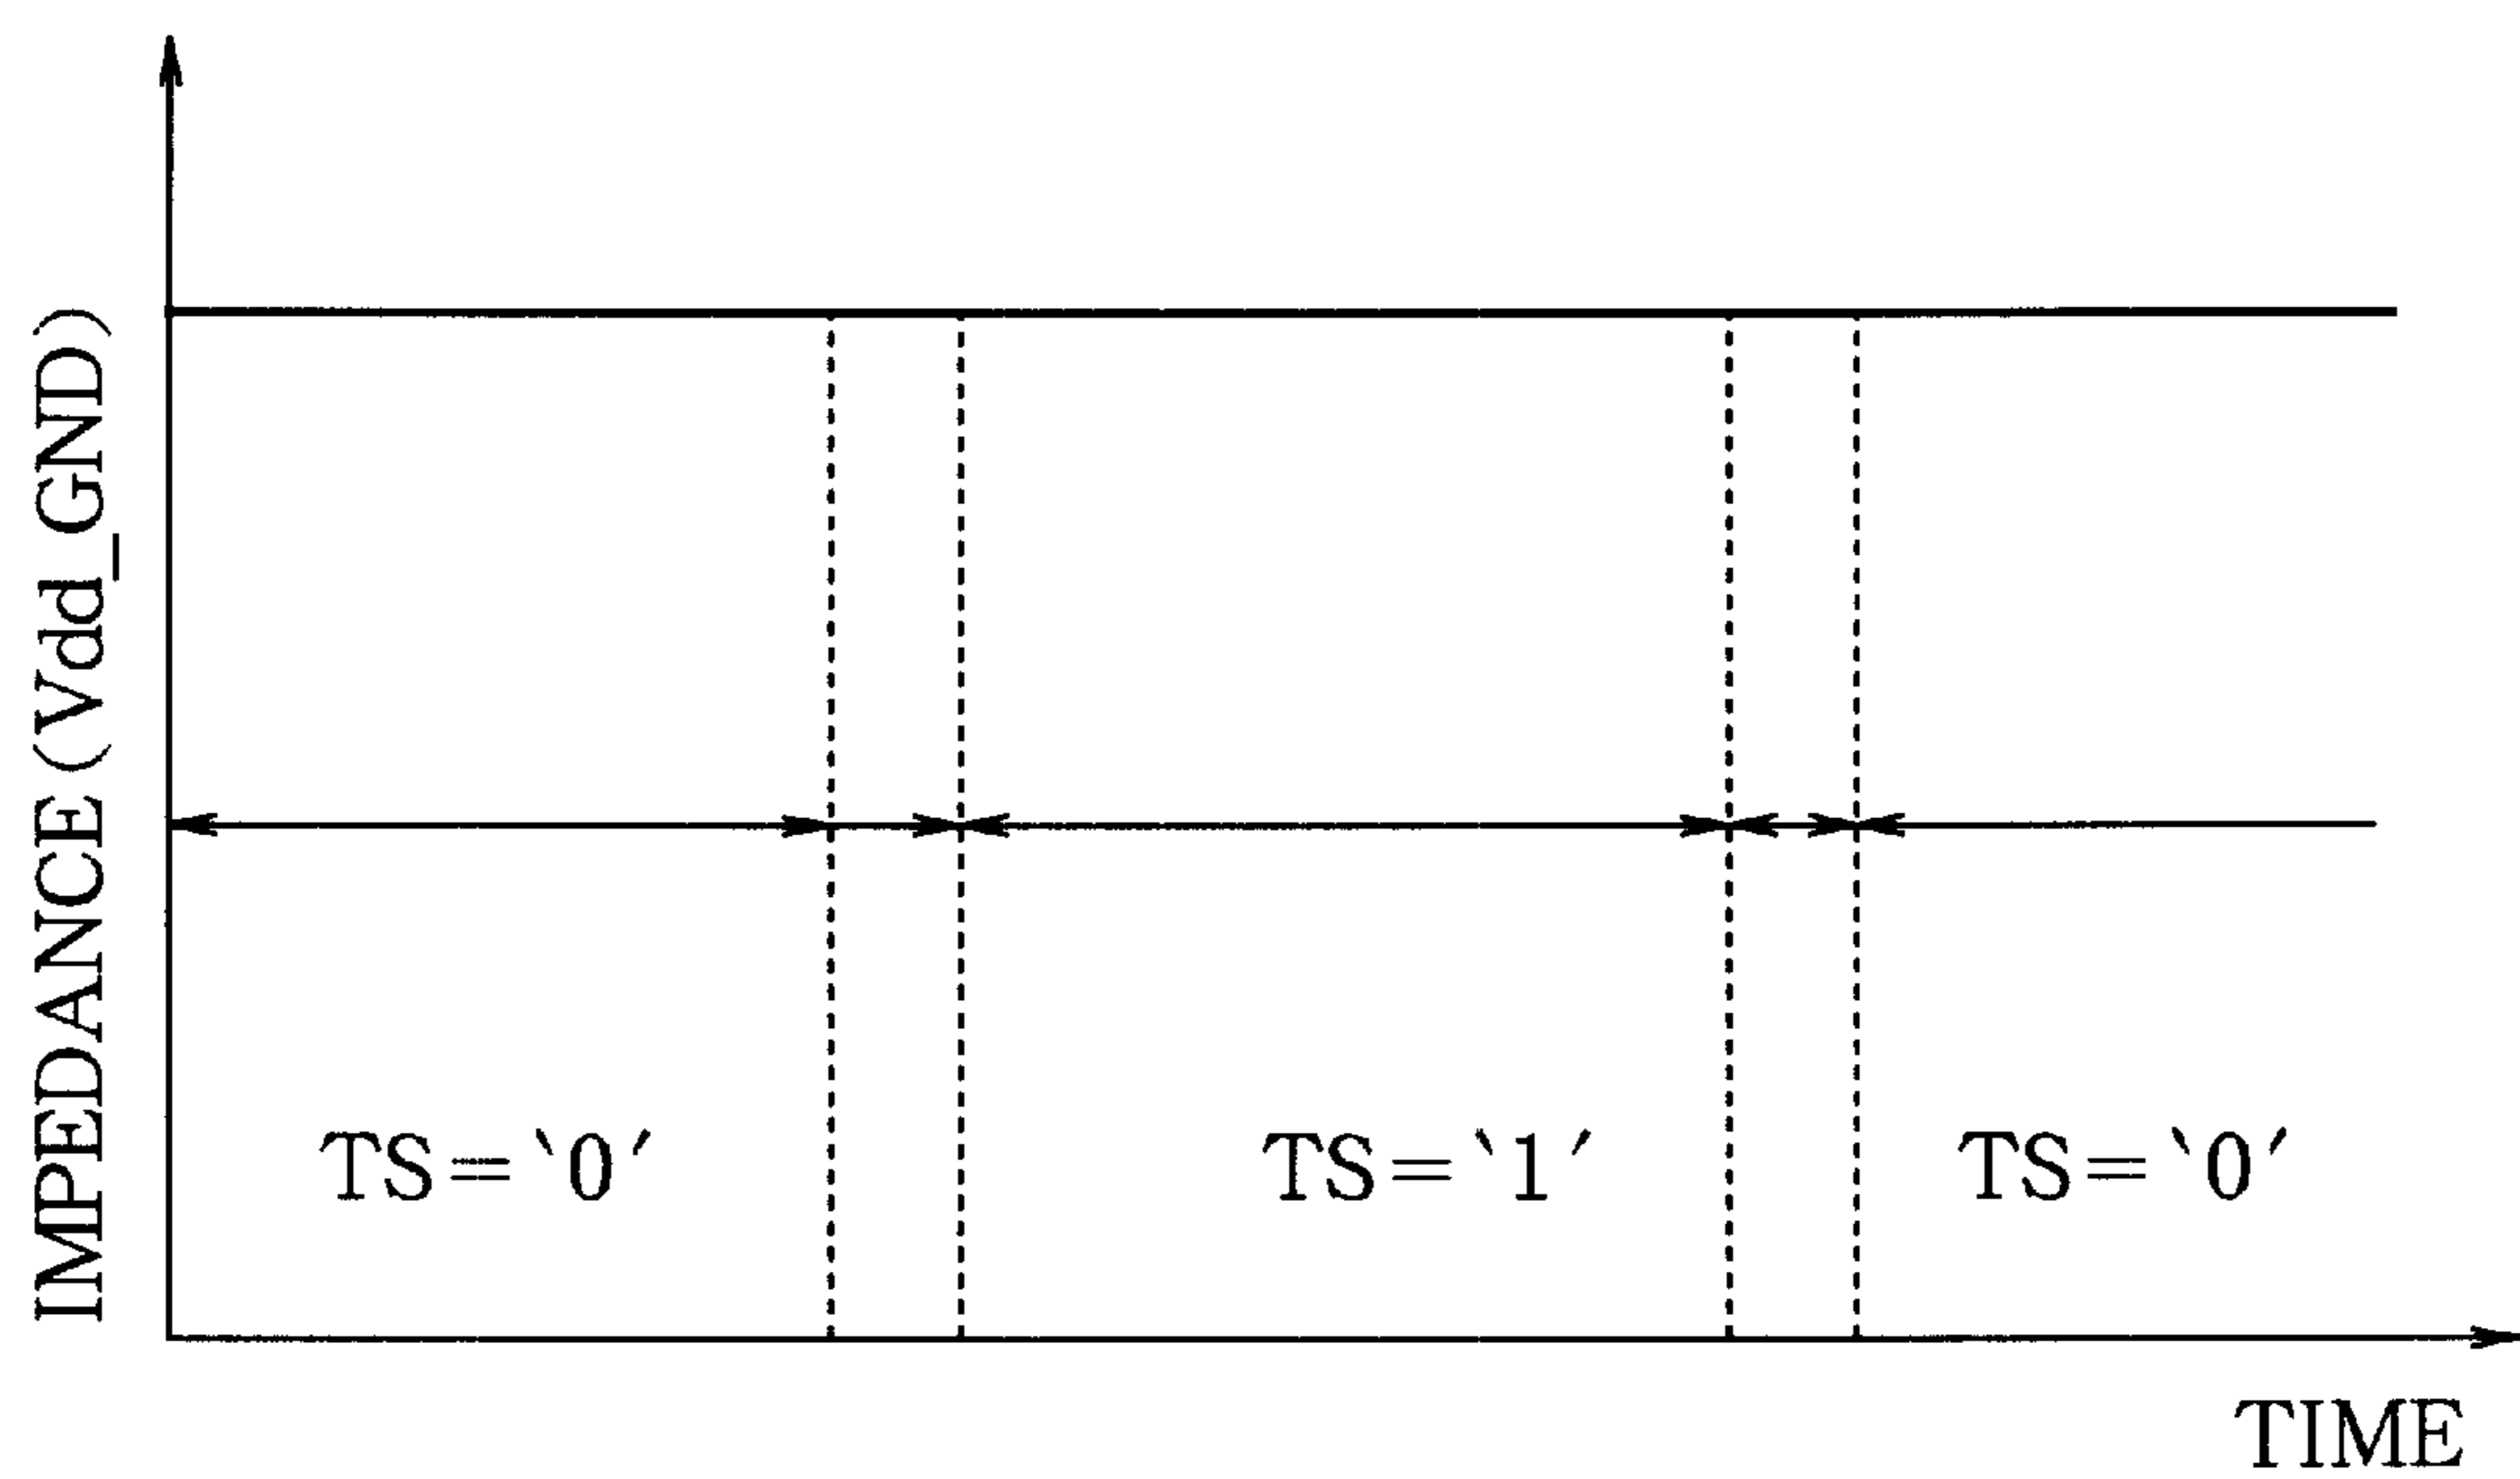 IMPEDANCE (Vdd_GND)
TS=‵0′
TS=‵1′
TS=‵0′
TIME